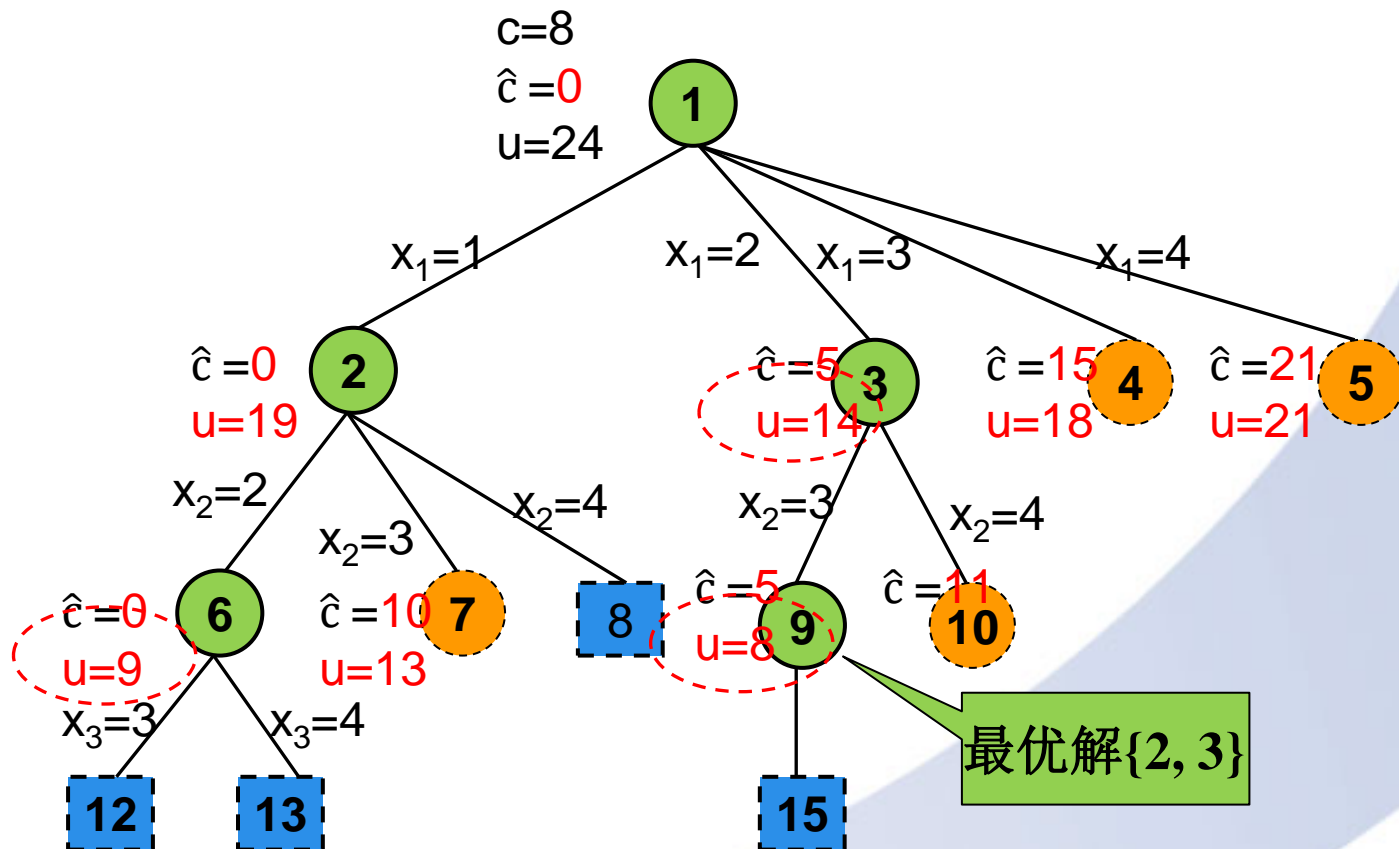 c=8
ĉ =0
u=24
1
x₁=1
x₁=2
x₁=3
x₁=4
ĉ =0
u=19
2
ĉ =5
u=14
3
ĉ =15
u=18
4
ĉ =21
u=21
5
x₂=2
x₂=3
x₂=4
x₂=3
x₂=4
ĉ =0
u=9
6
ĉ =10
u=13
7
8
ĉ =5
u=8
9
ĉ =11
10
x₃=3
x₃=4
最优解{2, 3}
12
13
15